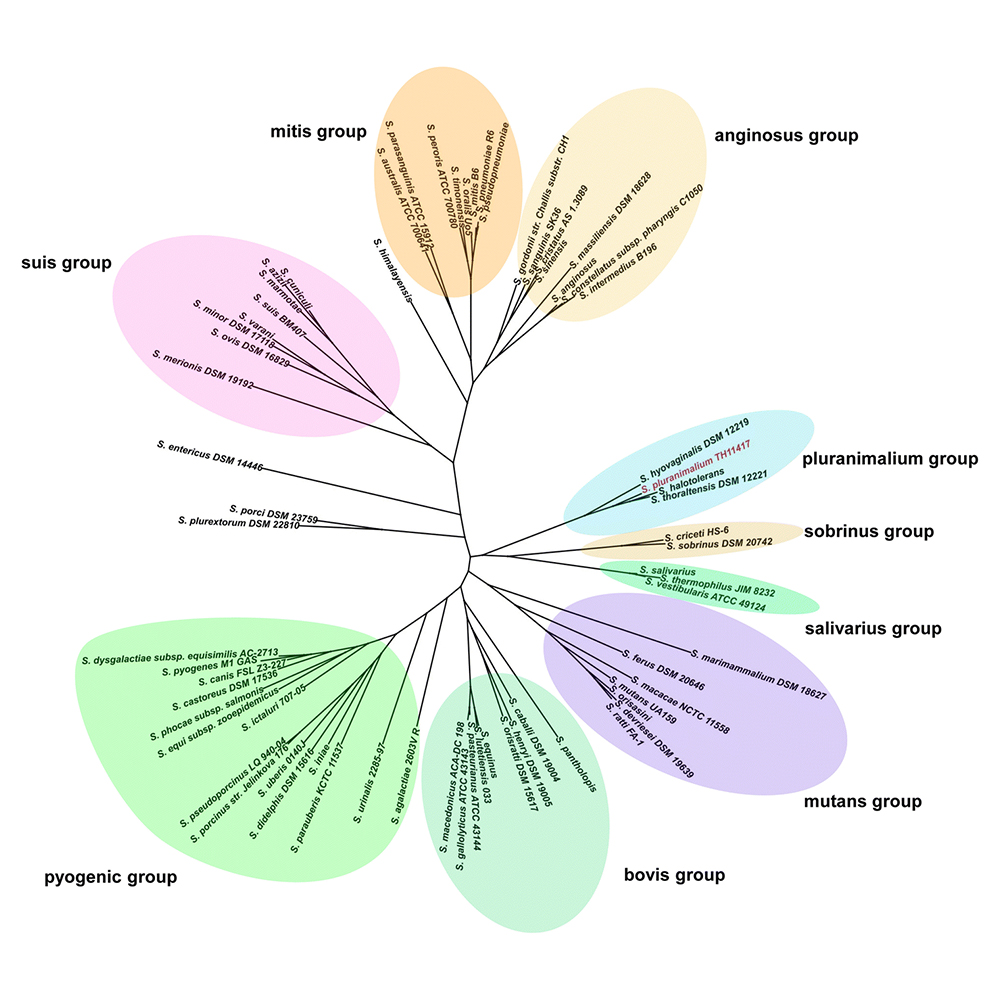 mitis group
S. parasanguinis ATCC 15912
S. australis ATCC 700641
S. peroris ATCC 700780
S. timonensis
S. oralis Uo5
S. mitis B6
S. pneumoniae R6
S. pseudopneumoniae
S. himalayensis
anginosus group
S. gordonii str. Challis substr. CH1
S. sanguinis SK36
S. cristatus AS 1.3089
S. sinensis
S. massiliensis DSM 18628
S. anginosus
S. constellatus subsp. pharyngis C1050
S. intermedius B196
suis group
S. cuniculi
S. azizii
S. marmotae
S. suis BM407
S. varani
S. minor DSM 17118
S. ovis DSM 16829
S. merionis DSM 19192
S. entericus DSM 14446
S. porci DSM 23759
S. plurextorum DSM 22810
pluranimalium group
S. hyovaginalis DSM 12219
S. pluranimalium TH11417
S. halotolerans
S. thoraltensis DSM 12221
sobrinus group
S. criceti HS-6
S. sobrinus DSM 20742
salivarius group
S. salivarius
S. thermophilus JIM 8232
S. vestibularis ATCC 49124
mutans group
S. marimammalium DSM 18627
S. ferus DSM 20646
S. macacae NCTC 11558
S. mutans UA159
S. orisasini
S. devriesei DSM 19639
S. ratti FA-1
bovis group
S. pantholopis
S. caballi DSM 19004
S. henryi DSM 19005
S. orisratti DSM 15617
S. equinus
S. lutetiensis 033
S. pasteurianus ATCC 43144
S. gallolyticus ATCC 43143
S. macedonicus ACA-DC 198
pyogenic group
S. dysgalactiae subsp. equisimilis AC-2713
S. pyogenes M1 GAS
S. canis FSL Z3-227
S. castoreus DSM 17536
S. phocae subsp. salmonis
S. equi subsp. zooepidemicus
S. ictaluri 707-05
S. pseudoporcinus LQ 940-04
S. porcinus str. Jelinkova 176
S. uberis 0140J
S. didelphis DSM 15616
S. iniae
S. parauberis KCTC 11537
S. urinalis 2285-97
S. agalactiae 2603V R